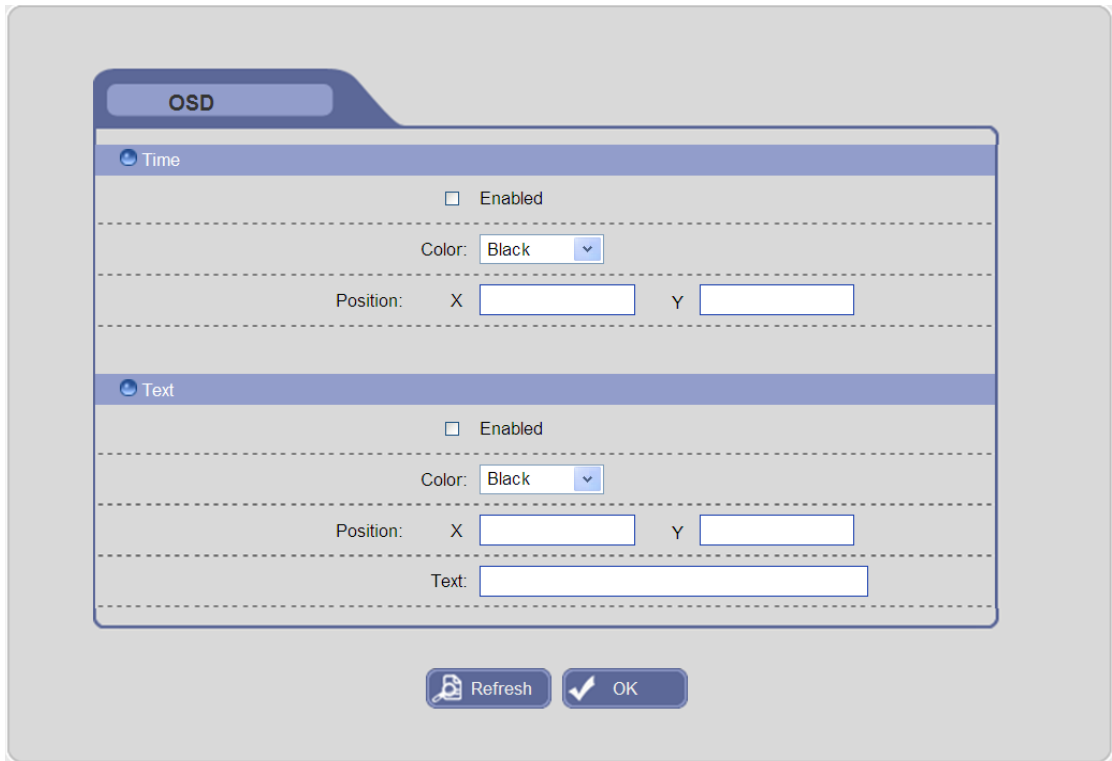 OSD
Time
Enabled
Color: Black
Position: X Y
Text
Enabled
Color: Black
Position: X Y
Text:
Refresh OK